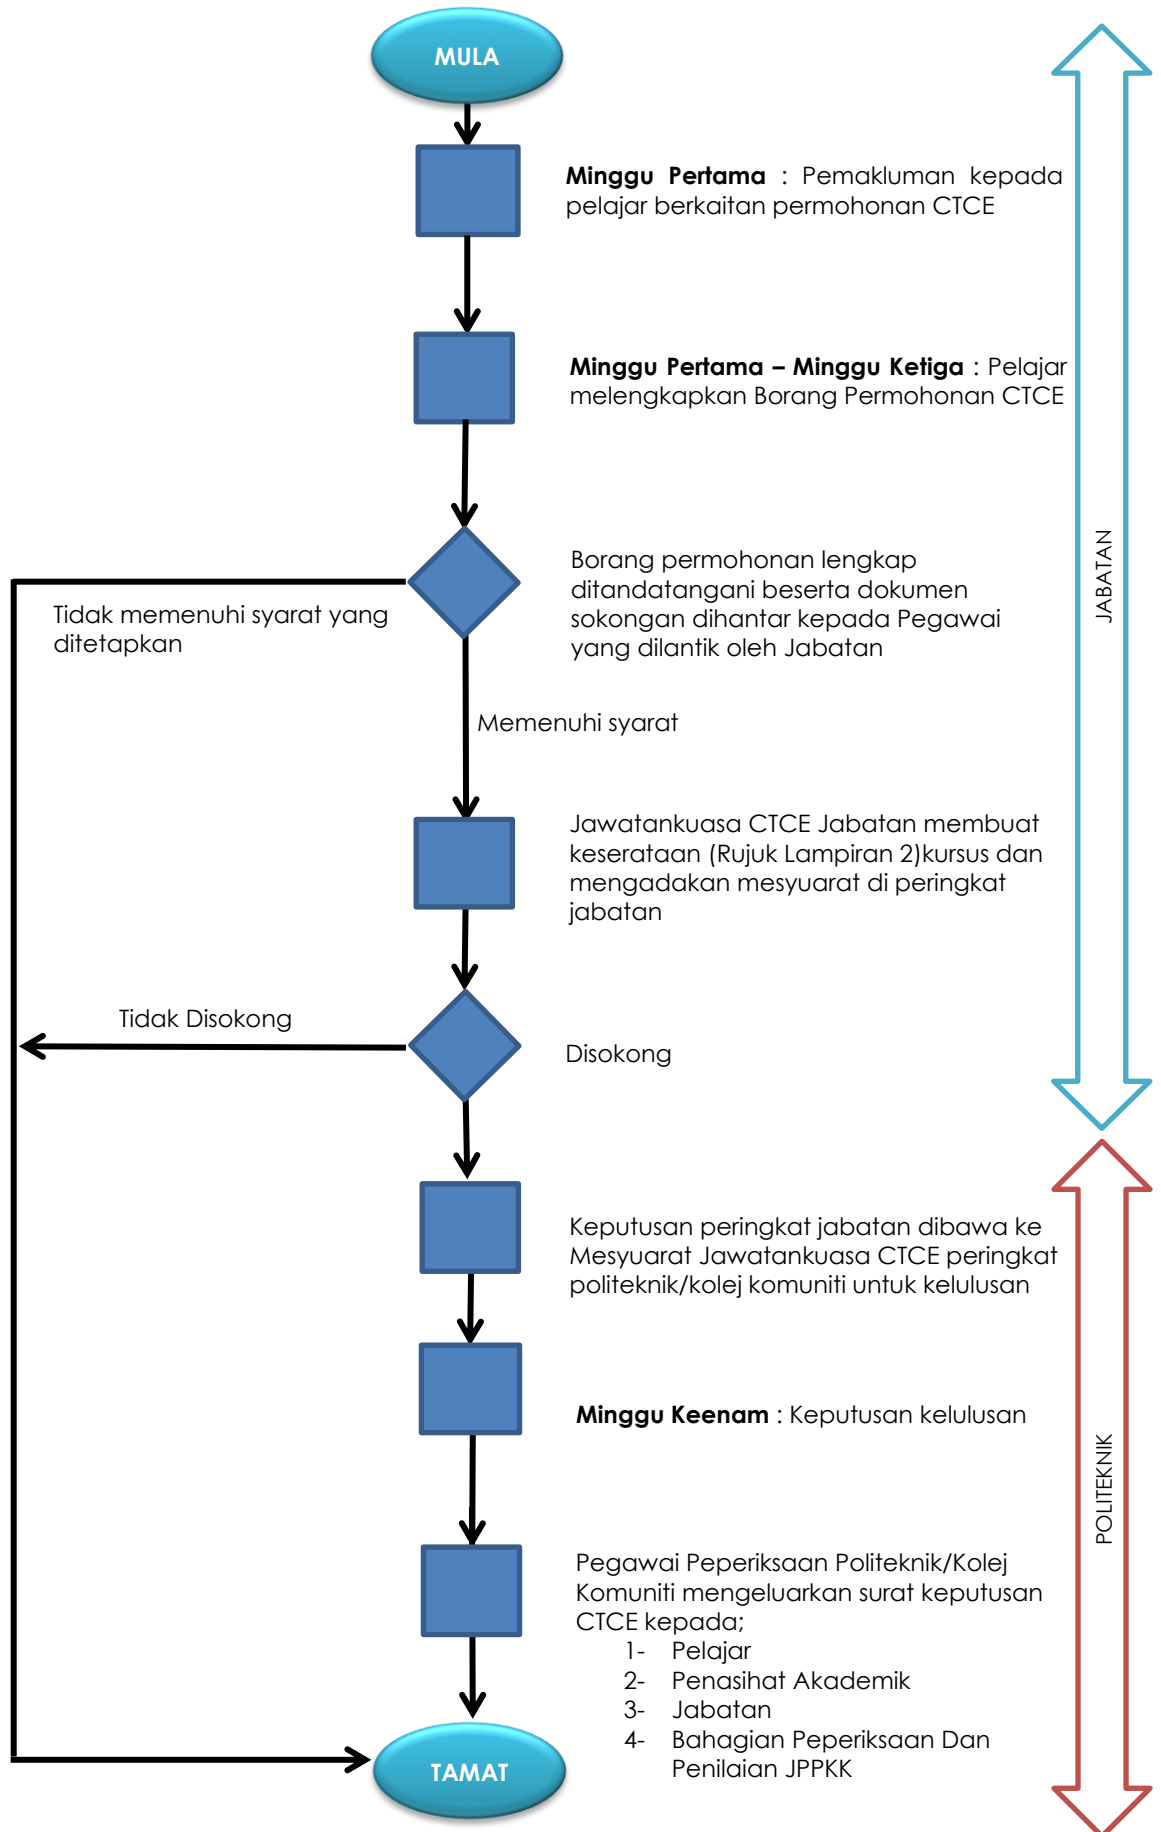 MULA
Minggu Pertama : Pemakluman kepada
pelajar berkaitan permohonan CTCE
Minggu Pertama – Minggu Ketiga : Pelajar
melengkapkan Borang Permohonan CTCE
Borang permohonan lengkap
ditandatangani beserta dokumen
sokongan dihantar kepada Pegawai
yang dilantik oleh Jabatan
Tidak memenuhi syarat yang
ditetapkan
Memenuhi syarat
Jawatankuasa CTCE Jabatan membuat
keserataan (Rujuk Lampiran 2)kursus dan
mengadakan mesyuarat di peringkat
jabatan
Tidak Disokong
Disokong
JABATAN
Keputusan peringkat jabatan dibawa ke
Mesyuarat Jawatankuasa CTCE peringkat
politeknik/kolej komuniti untuk kelulusan
Minggu Keenam : Keputusan kelulusan
Pegawai Peperiksaan Politeknik/Kolej
Komuniti mengeluarkan surat keputusan
CTCE kepada;
1- Pelajar
2- Penasihat Akademik
3- Jabatan
4- Bahagian Peperiksaan Dan
Penilaian JPPKK
POLITEKNIK
TAMAT